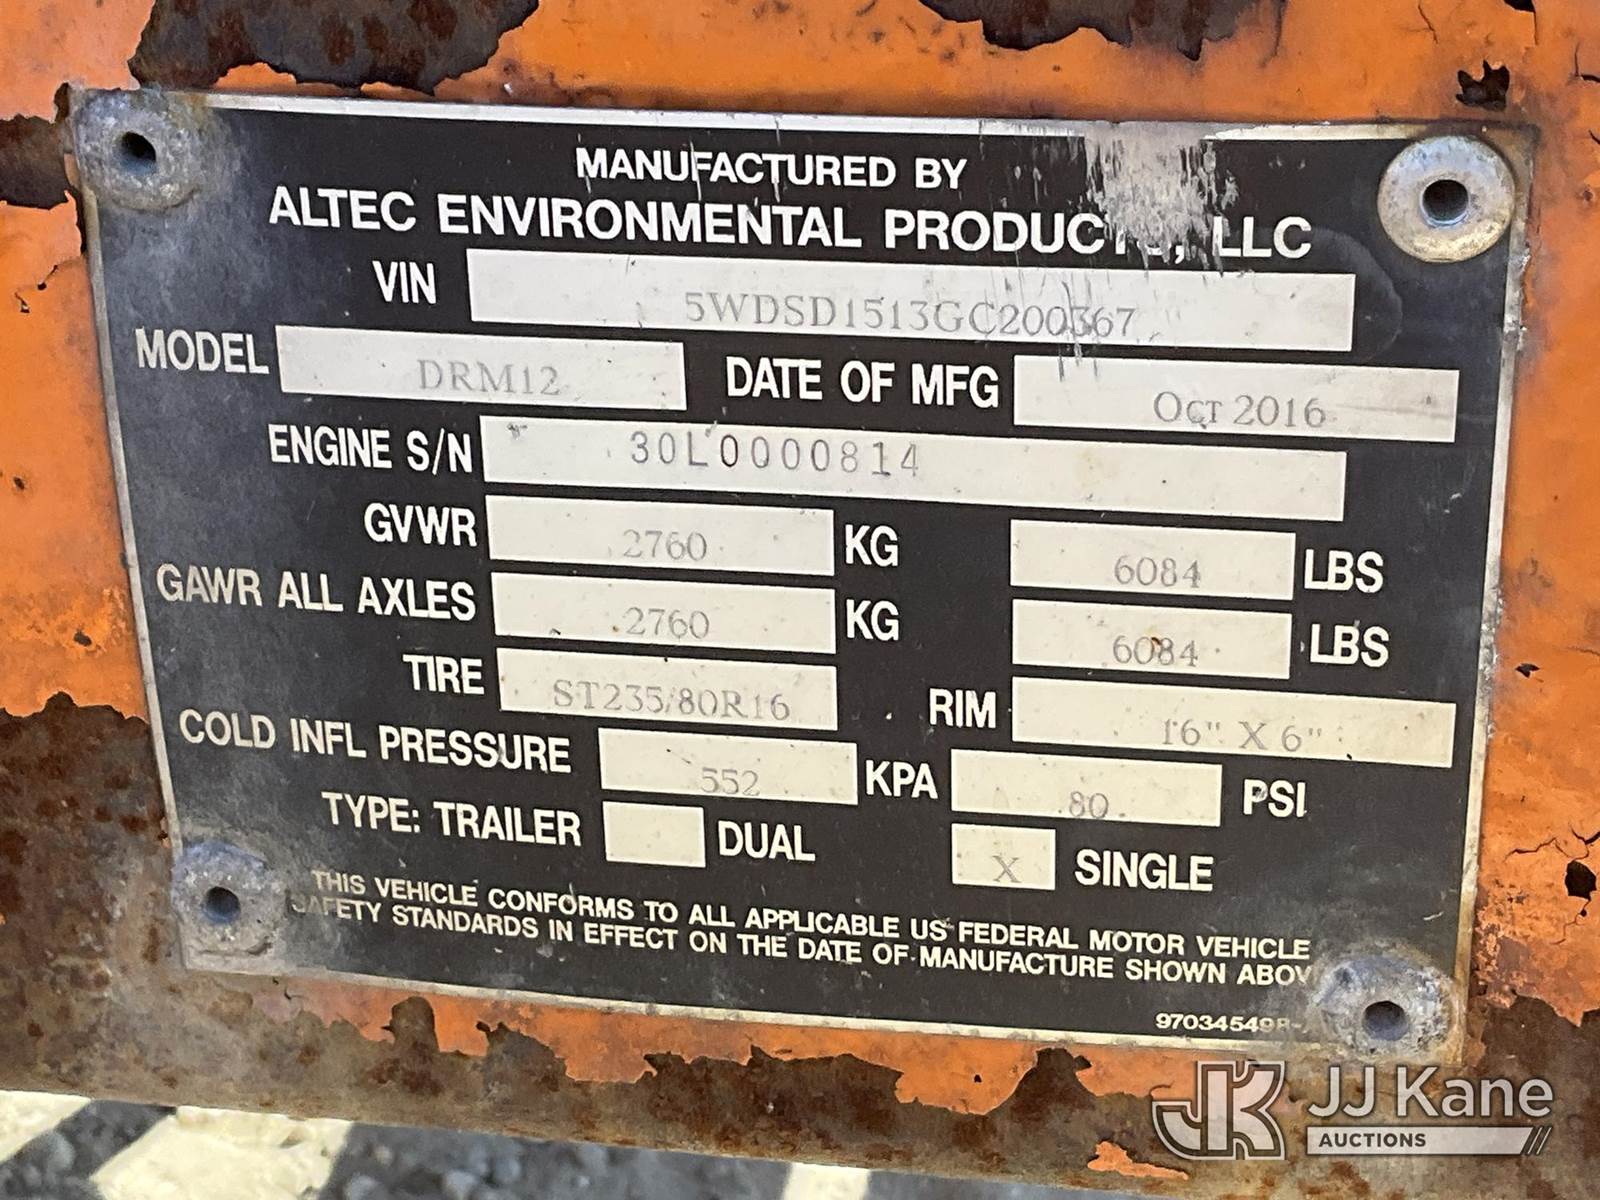 MANUFACTURED BY
ALTEC ENVIRONMENTAL PRODUCTS, LLC
VIN 5WDSD1513GC200367
MODEL DRM12 DATE OF MFG OCT 2016
ENGINE S/N 30L0000814
GVWR 2760 KG 6084 LBS
GAWR ALL AXLES 2760 KG 6084 LBS
TIRE ST235/80R16 RIM 16" X 6"
COLD INFL PRESSURE 552 KPA 80 PSI
TYPE: TRAILER DUAL X SINGLE
THIS VEHICLE CONFORMS TO ALL APPLICABLE US FEDERAL MOTOR VEHICLE
SAFETY STANDARDS IN EFFECT ON THE DATE OF MANUFACTURE SHOWN ABOV
970345498-
JK JJ Kane
AUCTIONS